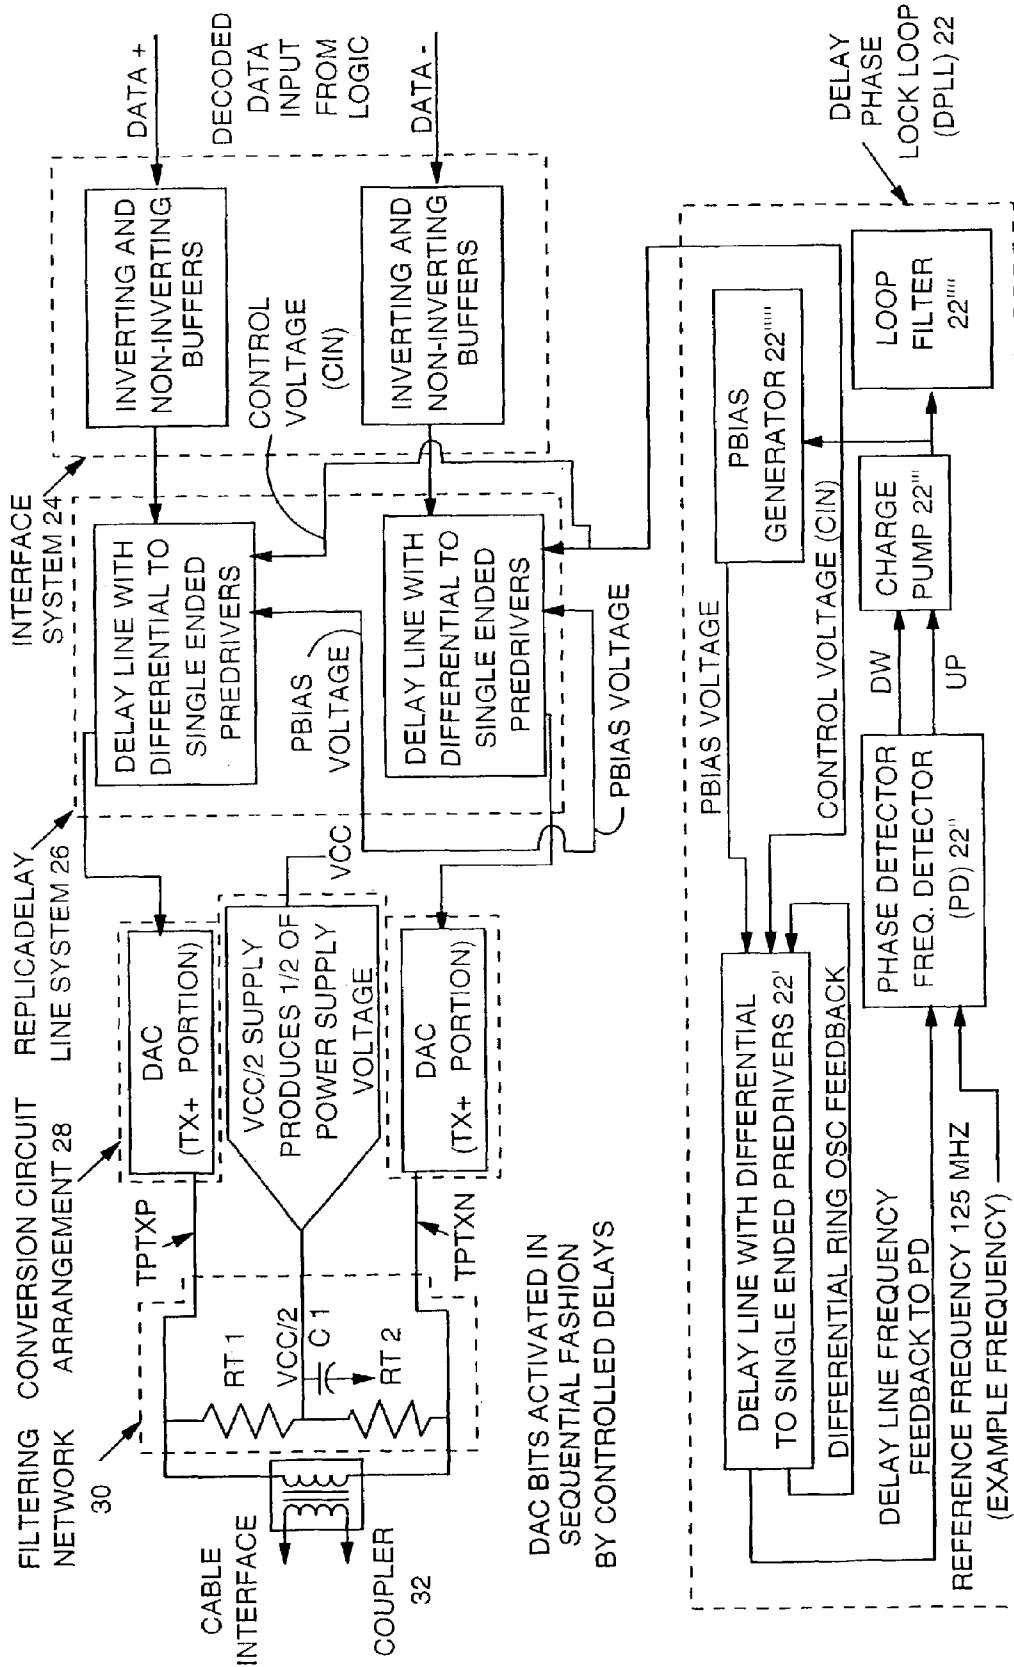 FILTERING
NETWORK
30
CONVERSION CIRCUIT
ARRANGEMENT 28
REPLICADELAY
LINE SYSTEM 26
INTERFACE
SYSTEM 24
CABLE
INTERFACE
COUPLER
32
RT 1
VCC/2
C 1
RT 2
TPTXP
TPTXN
DAC
(TX+ PORTION)
VCC/2 SUPPLY
PRODUCES 1/2 OF
POWER SUPPLY
VOLTAGE
DAC
(TX+ PORTION)
VCC
DELAY LINE WITH
DIFFERENTIAL TO
SINGLE ENDED
PREDRIVERS
PBIAS
VOLTAGE
DELAY LINE WITH
DIFFERENTIAL TO
SINGLE ENDED
PREDRIVERS
PBIAS VOLTAGE
CONTROL
VOLTAGE
(CIN)
INVERTING AND
NON-INVERTING
BUFFERS
INVERTING AND
NON-INVERTING
BUFFERS
DATA +
DECODED
DATA
INPUT
FROM
LOGIC
DATA -
DAC BITS ACTIVATED IN
SEQUENTIAL FASHION
BY CONTROLLED DELAYS
DELAY
PHASE
LOCK LOOP
(DPLL) 22
PBIAS VOLTAGE
PBIAS
GENERATOR 22'''''
CONTROL VOLTAGE (CIN)
DELAY LINE WITH DIFFERENTIAL
TO SINGLE ENDED PREDRIVERS 22'
DIFFERENTIAL RING OSC FEEDBACK
DELAY LINE FREQUENCY
FEEDBACK TO PD
REFERENCE FREQUENCY 125 MHZ
(EXAMPLE FREQUENCY)
PHASE DETECTOR
FREQ. DETECTOR
(PD) 22''
DW
UP
CHARGE
PUMP 22'''
LOOP
FILTER
22''''